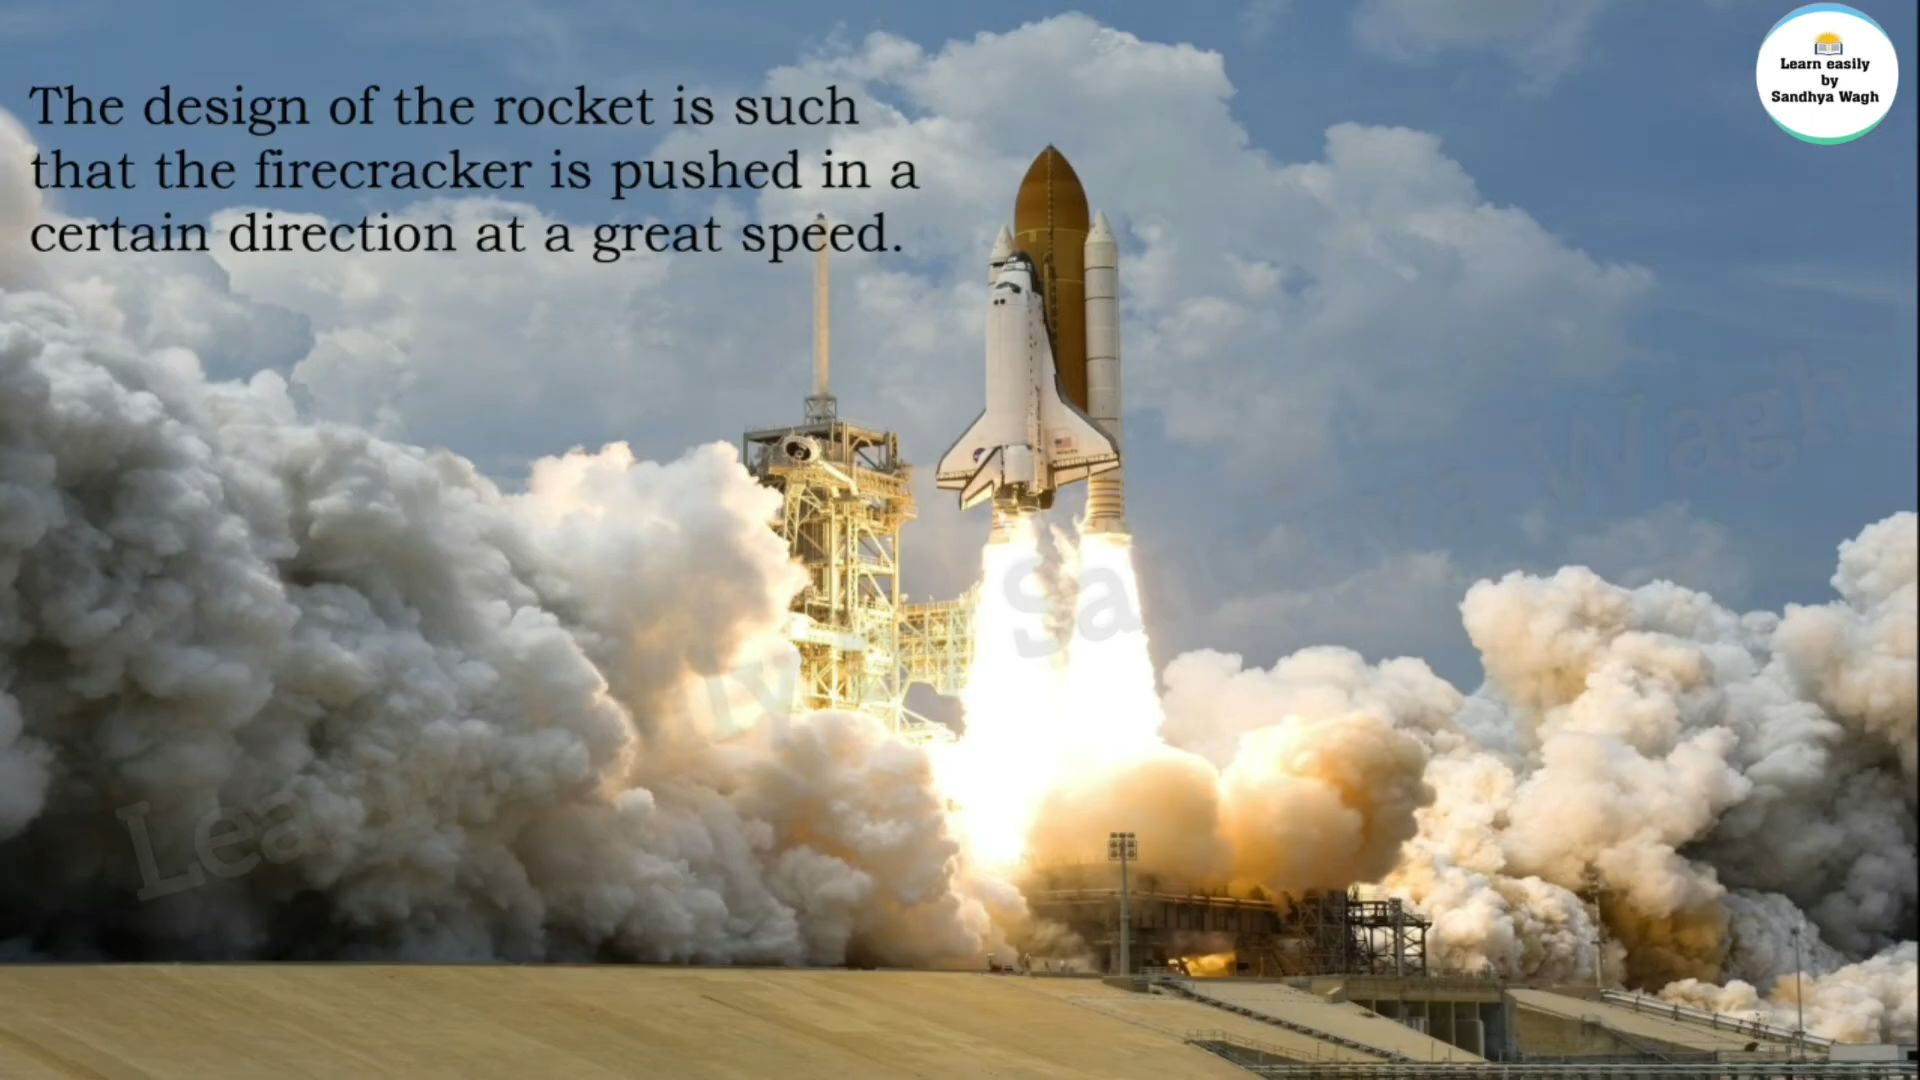 The design of the rocket is such
that the firecracker is pushed in a
certain direction at a great speed.
Learn easily
by
Sandhya Wagh